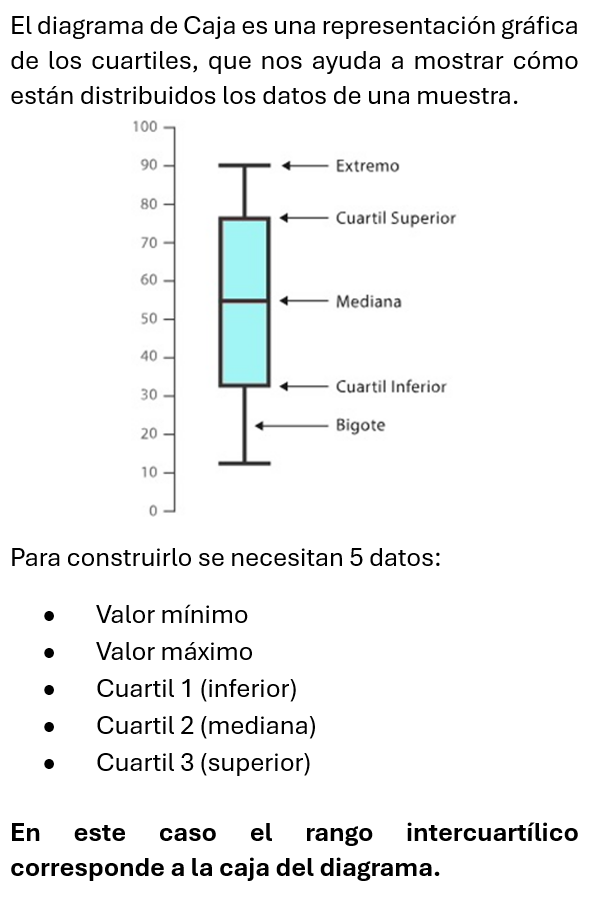 El diagrama de Caja es una representación gráfica
de los cuartiles, que nos ayuda a mostrar cómo
están distribuidos los datos de una muestra.
100
90
Extremo
80
Cuartil Superior
70
60
Mediana
50
40
Cuartil Inferior
30
Bigote
20
10
0
Para construirlo se necesitan 5 datos:
• Valor mínimo
• Valor máximo
• Cuartil 1 (inferior)
• Cuartil 2 (mediana)
• Cuartil 3 (superior)
En este caso el rango intercuartílico
corresponde a la caja del diagrama.